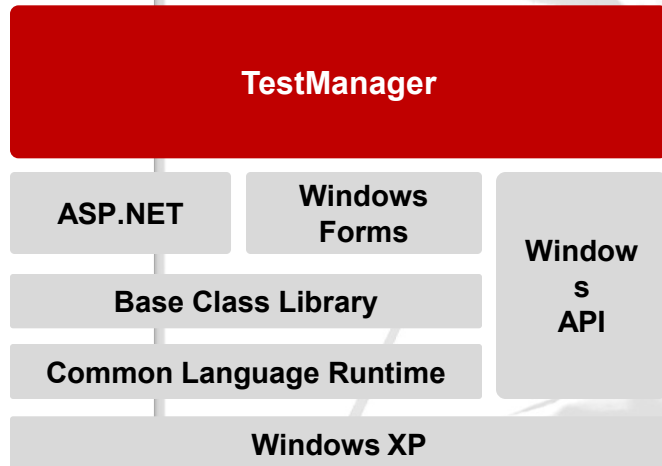 TestManager
ASP.NET
Windows
Forms
Window
s
API
Base Class Library
Common Language Runtime
Windows XP